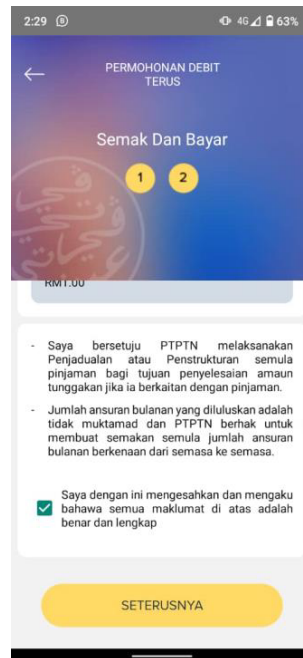 2:29
4G 63%
PERMOHONAN DEBIT
TERUS
Semak Dan Bayar
1 2
RM1.00
- Saya bersetuju PTPTN melaksanakan
Penjadualan atau Penstrukturan semula
pinjaman bagi tujuan penyelesaian amaun
tunggakan jika ia berkaitan dengan pinjaman.
- Jumlah ansuran bulanan yang diluluskan adalah
tidak muktamad dan PTPTN berhak untuk
membuat semakan semula jumlah ansuran
bulanan berkenaan dari semasa ke semasa.
Saya dengan ini mengesahkan dan mengaku
bahawa semua maklumat di atas adalah
benar dan lengkap
SETERUSNYA